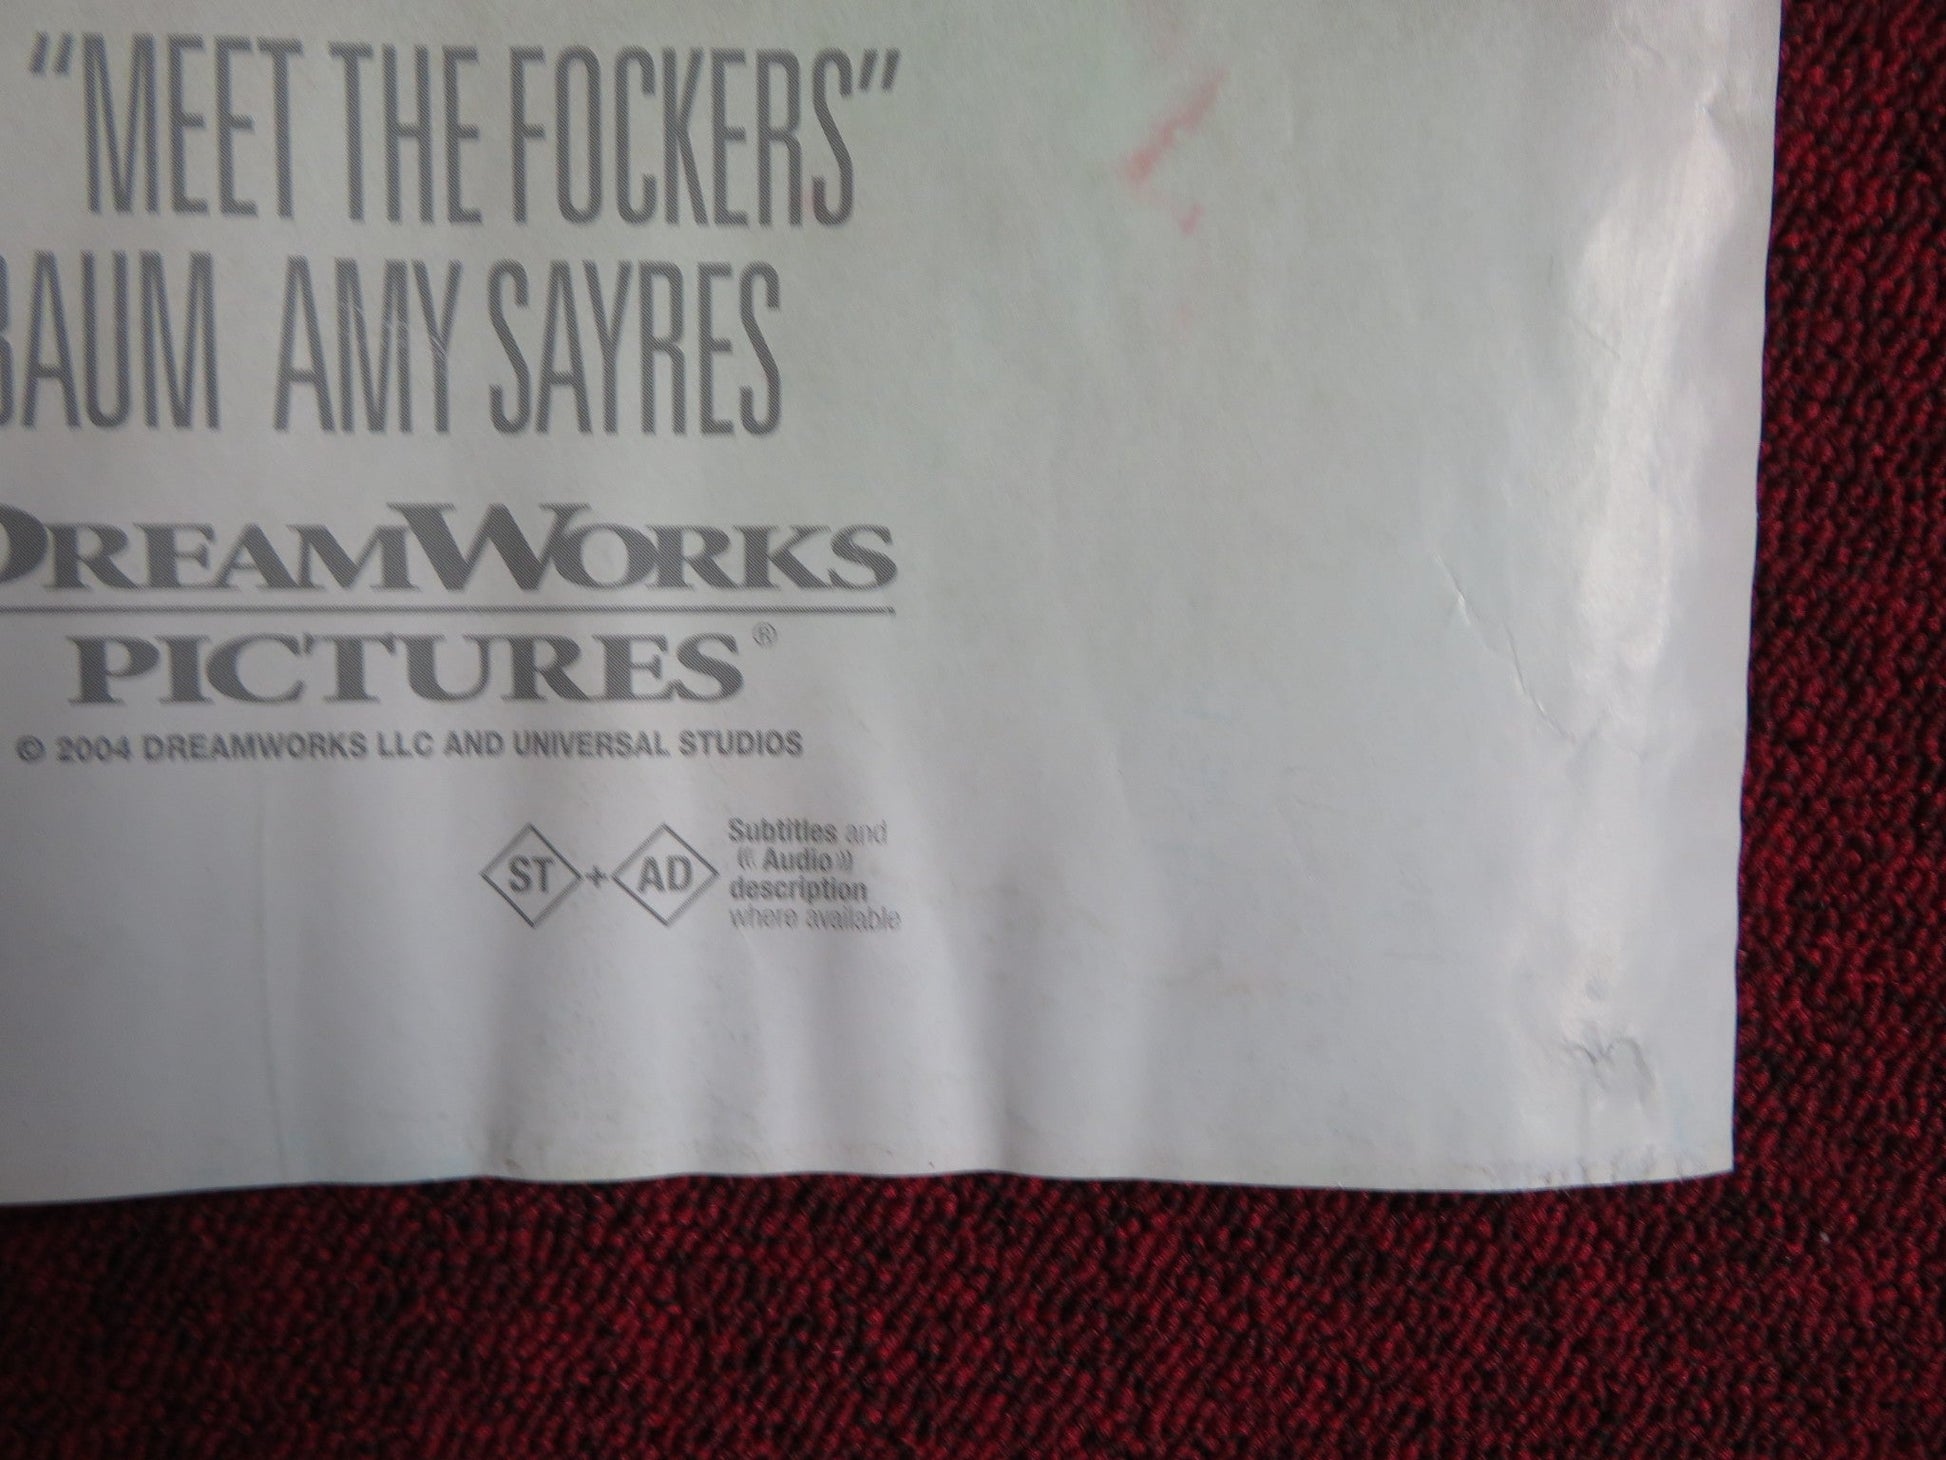 "MEET THE FOCKERS"
BAUM AMY SAYRES
DREAMWORKS
PICTURES®
© 2004 DREAMWORKS LLC AND UNIVERSAL STUDIOS
ST + AD
Subtitles and
((( Audio )))
description
where available